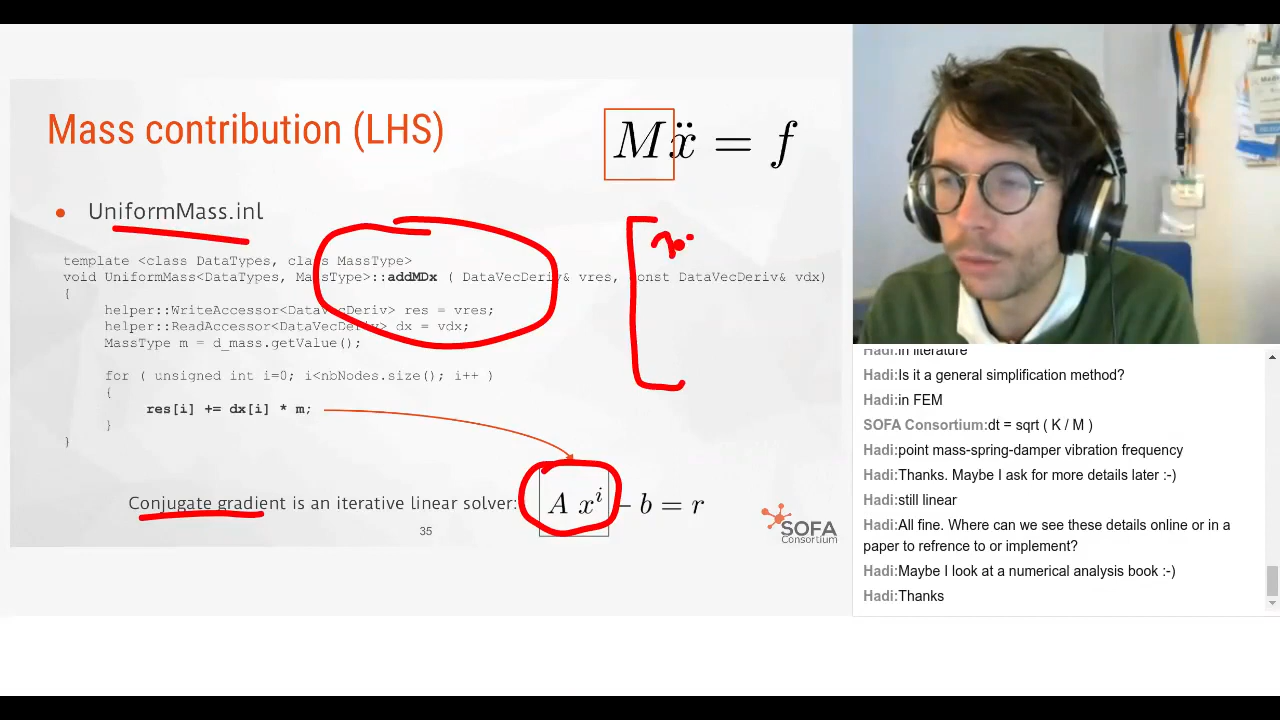 Mass contribution (LHS)
Mẍ = f
• UniformMass.inl
template <class DataTypes, class MassType>
void UniformMass<DataTypes, MassType>::addMDx ( DataVecDeriv& vres, const DataVecDeriv& vdx)
{
helper::WriteAccessor<DataVecDeriv> res = vres;
helper::ReadAccessor<DataVecDeriv> dx = vdx;
MassType m = d_mass.getValue();
for ( unsigned int i=0; i<nbNodes.size(); i++ )
{
res[i] += dx[i] * m;
}
}
Conjugate gradient is an iterative linear solver: A xⁱ – b = r
35
SOFA
Consortium
Hadi:in literature
Hadi:Is it a general simplification method?
Hadi:in FEM
SOFA Consortium:dt = sqrt ( K / M )
Hadi:point mass-spring-damper vibration frequency
Hadi:Thanks. Maybe I ask for more details later :-)
Hadi:still linear
Hadi:All fine. Where can we see these details online or in a
paper to refrence to or implement?
Hadi:Maybe I look at a numerical analysis book :-)
Hadi:Thanks